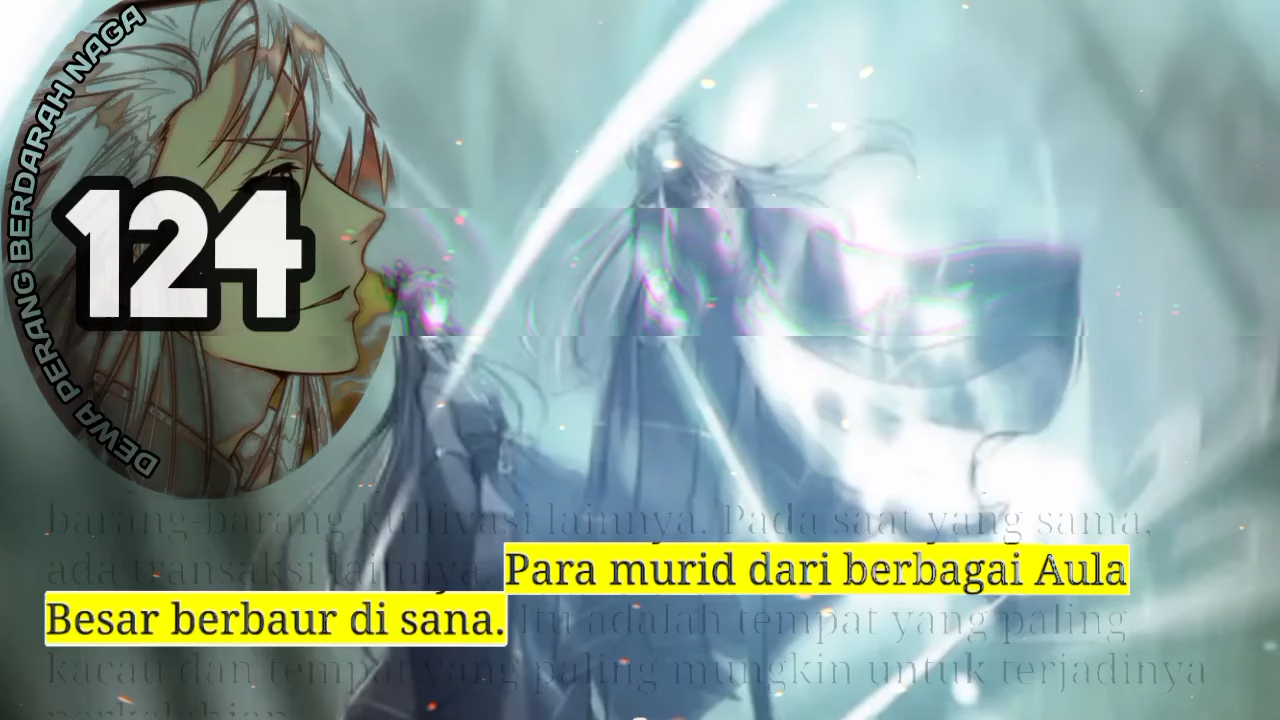 DEWA PERANG BERDARAH NAGA
124
barang-barang kultivasi lainnya. Pada saat yang sama,
ada transaksi lainnya. Para murid dari berbagai Aula
Besar berbaur di sana. Itu adalah tempat yang paling
kacau dan tempat yang paling mungkin untuk terjadinya
perkelahian.